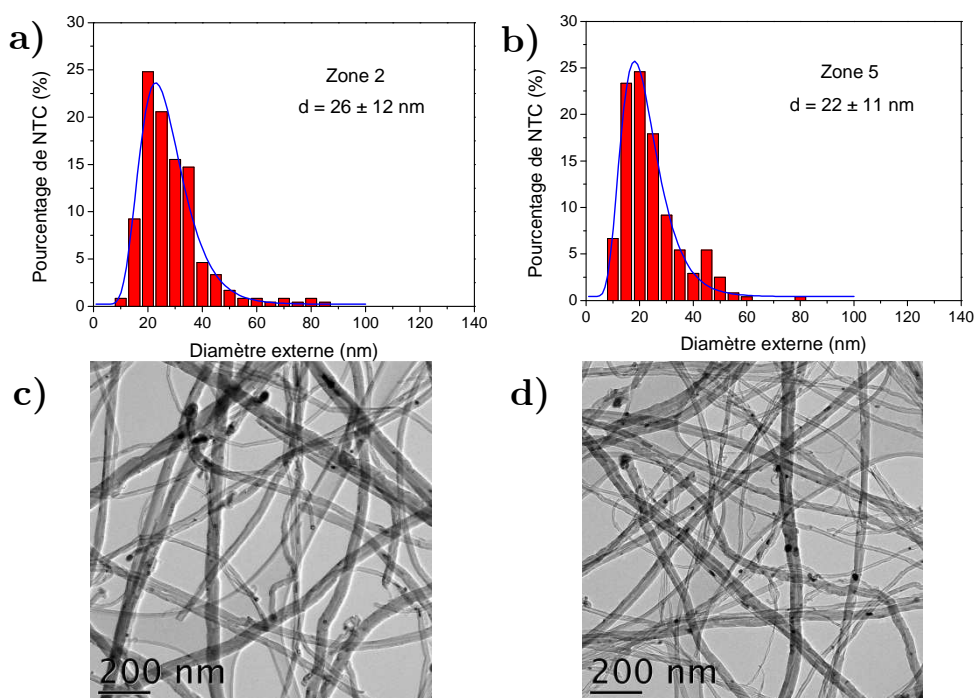 a)
30
25
20
15
10
5
0
Pourcentage de NTC (%)
Zone 2
d = 26 ± 12 nm
0 20 40 60 80 100 120 140
Diamètre externe (nm)
b)
30
25
20
15
10
5
0
Pourcentage de NTC (%)
Zone 5
d = 22 ± 11 nm
0 20 40 60 80 100 120 140
Diamètre externe (nm)
c)
200 nm
d)
200 nm